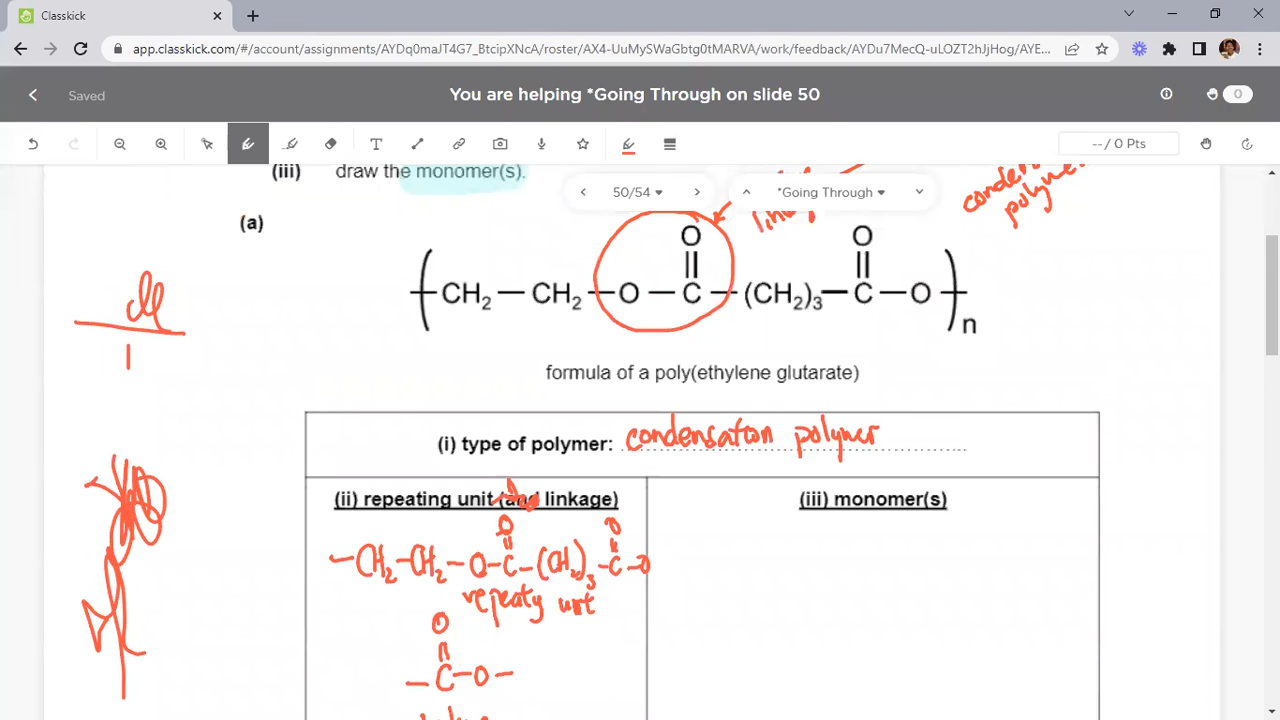 Classkick
app.classkick.com/#/account/assignments/AYDq0maJT4G7_BtcipXNcA/roster/AX4-UuMySWaGbtg0tMARVA/work/feedback/AYDu7MecQ-uLOZT2hJjHog/AYE...
Saved
You are helping *Going Through on slide 50
0
-- / 0 Pts
(iii) draw the monomer(s).
50/54
*Going Through
polymer
(a)
O O
CH2 — CH2 — O — C — (CH2)3 — C — O
n
formula of a poly(ethylene glutarate)
(i) type of polymer: condensation polymer
(ii) repeating unit (and linkage)
(iii) monomer(s)
O O
—CH2—CH2—O—C—(CH2)3—C—O
repeaty unit
O
—C—O—